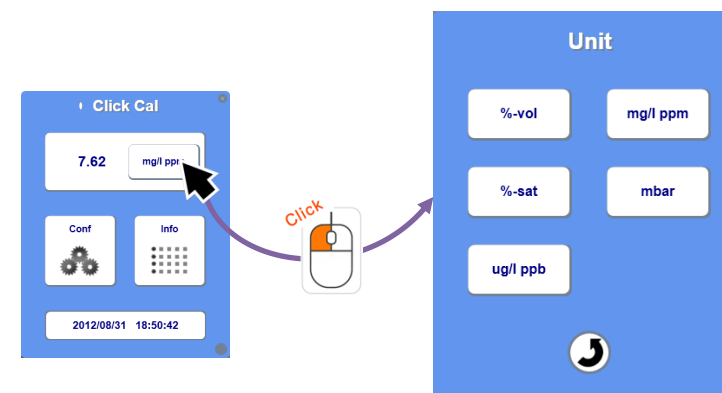 Click Cal
7.62
mg/l ppm
Conf
Info
2012/08/31 18:50:42
Click
Unit
%-vol
mg/l ppm
%-sat
mbar
ug/l ppb